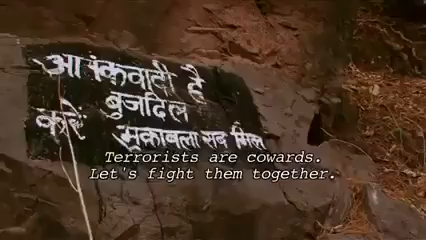 आतंकवादी है
बुजदिल
करें मुकाबला सब मिल
Terrorists are cowards.
Let's fight them together.